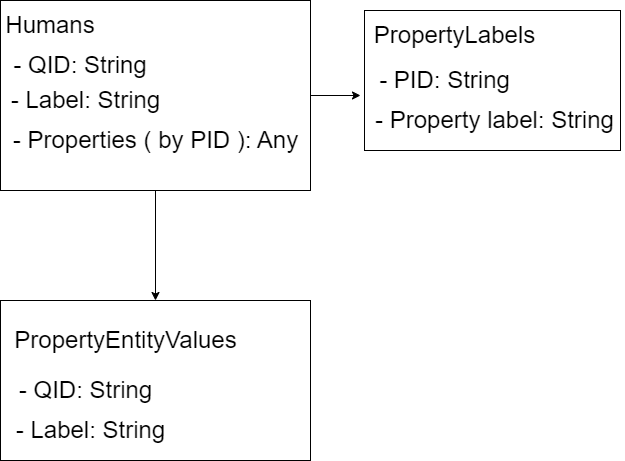 Humans
- QID: String
- Label: String
- Properties ( by PID ): Any
PropertyLabels
- PID: String
- Property label: String
PropertyEntityValues
- QID: String
- Label: String